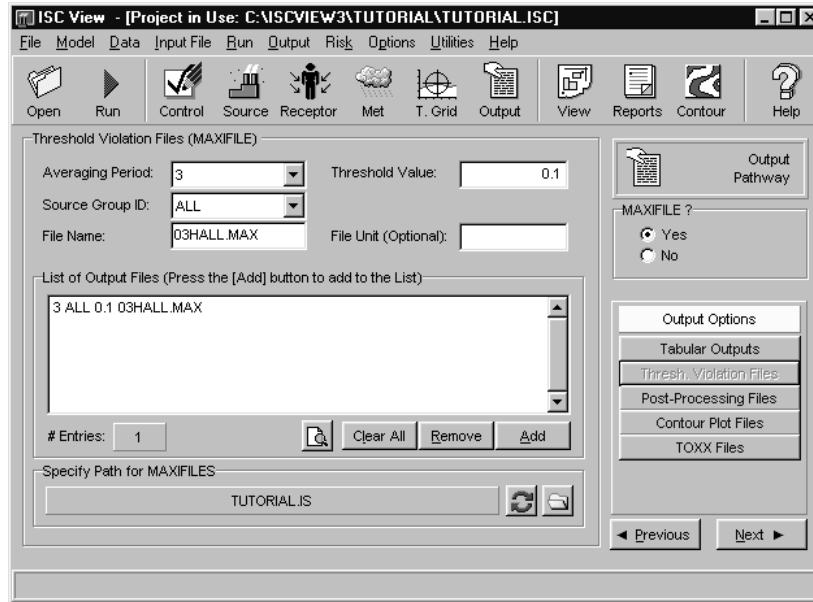 ISC View - [Project in Use: C:\ISCVIEW3\TUTORIAL\TUTORIAL.ISC]
File Model Data Input File Run Output Risk Options Utilities Help
Open Run Control Source Receptor Met T. Grid Output View Reports Contour Help
Threshold Violation Files (MAXIFILE)
Averaging Period: 3 Threshold Value: 0.1
Source Group ID: ALL
File Name: 03HALL.MAX File Unit (Optional):
List of Output Files (Press the [Add] button to add to the List)
3 ALL 0.1 03HALL.MAX
# Entries: 1 Clear All Remove Add
Specify Path for MAXIFILES
TUTORIAL.IS
Output
Pathway
MAXIFILE ?
Yes
No
Output Options
Tabular Outputs
Thresh. Violation Files
Post-Processing Files
Contour Plot Files
TOXX Files
Previous Next